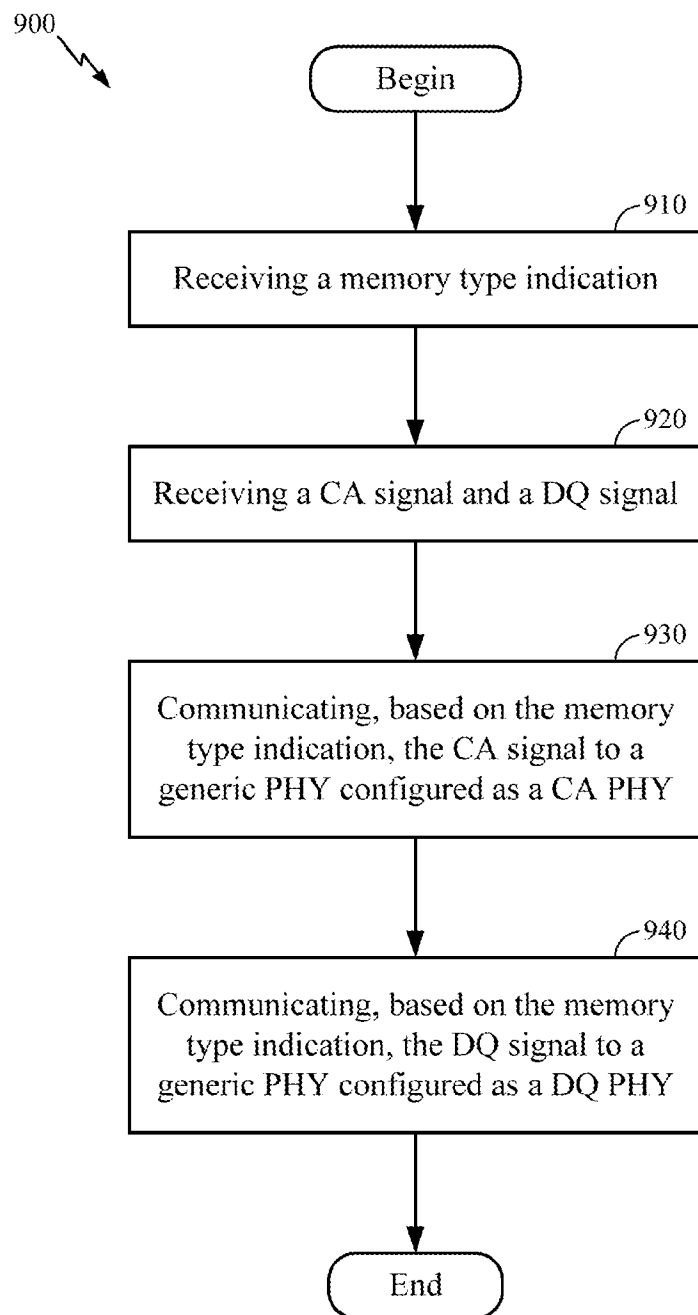 900
Begin
910
Receiving a memory type indication
920
Receiving a CA signal and a DQ signal
930
Communicating, based on the memory
type indication, the CA signal to a
generic PHY configured as a CA PHY
940
Communicating, based on the memory
type indication, the DQ signal to a
generic PHY configured as a DQ PHY
End